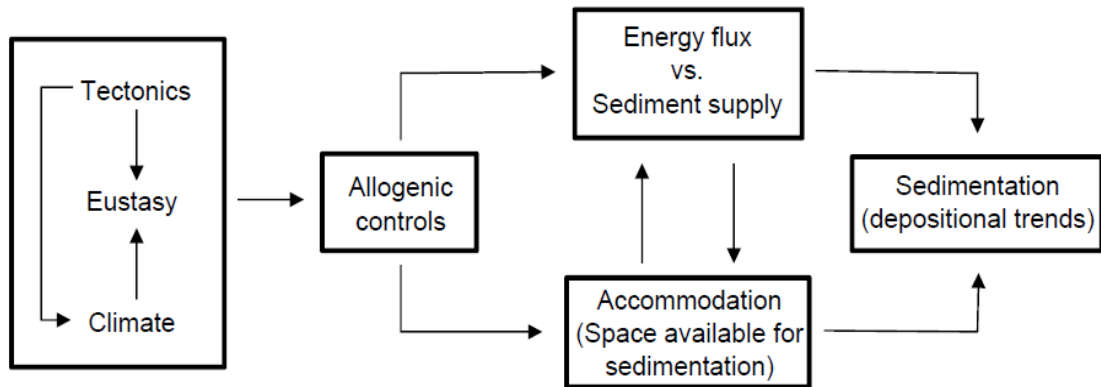 Tectonics
Eustasy
Climate
Allogenic
controls
Energy flux
vs.
Sediment supply
Accommodation
(Space available for
sedimentation)
Sedimentation
(depositional trends)